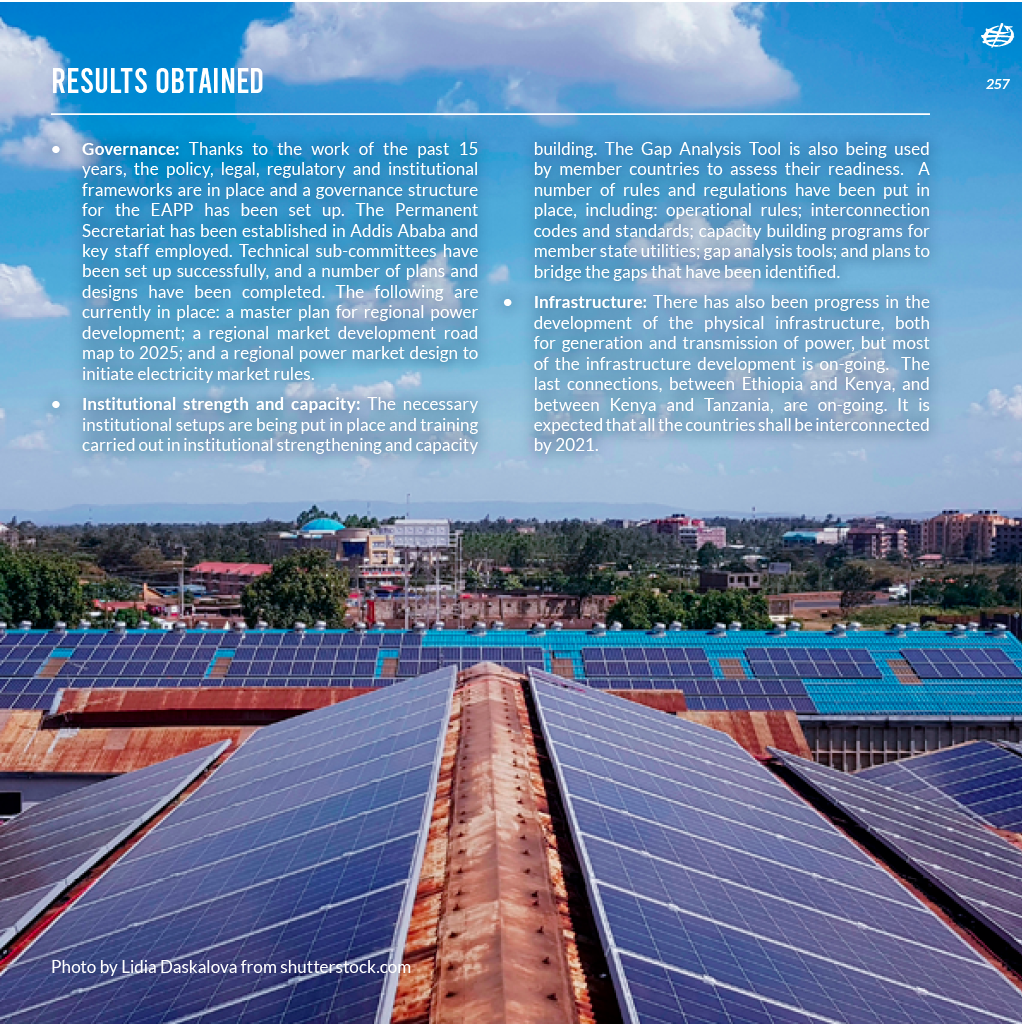 257
RESULTS OBTAINED
• Governance: Thanks to the work of the past 15
years, the policy, legal, regulatory and institutional
frameworks are in place and a governance structure
for the EAPP has been set up. The Permanent
Secretariat has been established in Addis Ababa and
key staff employed. Technical sub-committees have
been set up successfully, and a number of plans and
designs have been completed. The following are
currently in place: a master plan for regional power
development; a regional market development road
map to 2025; and a regional power market design to
initiate electricity market rules.
• Institutional strength and capacity: The necessary
institutional setups are being put in place and training
carried out in institutional strengthening and capacity
building. The Gap Analysis Tool is also being used
by member countries to assess their readiness. A
number of rules and regulations have been put in
place, including: operational rules; interconnection
codes and standards; capacity building programs for
member state utilities; gap analysis tools; and plans to
bridge the gaps that have been identified.
• Infrastructure: There has also been progress in the
development of the physical infrastructure, both
for generation and transmission of power, but most
of the infrastructure development is on-going. The
last connections, between Ethiopia and Kenya, and
between Kenya and Tanzania, are on-going. It is
expected that all the countries shall be interconnected
by 2021.
Photo by Lidia Daskalova from shutterstock.com